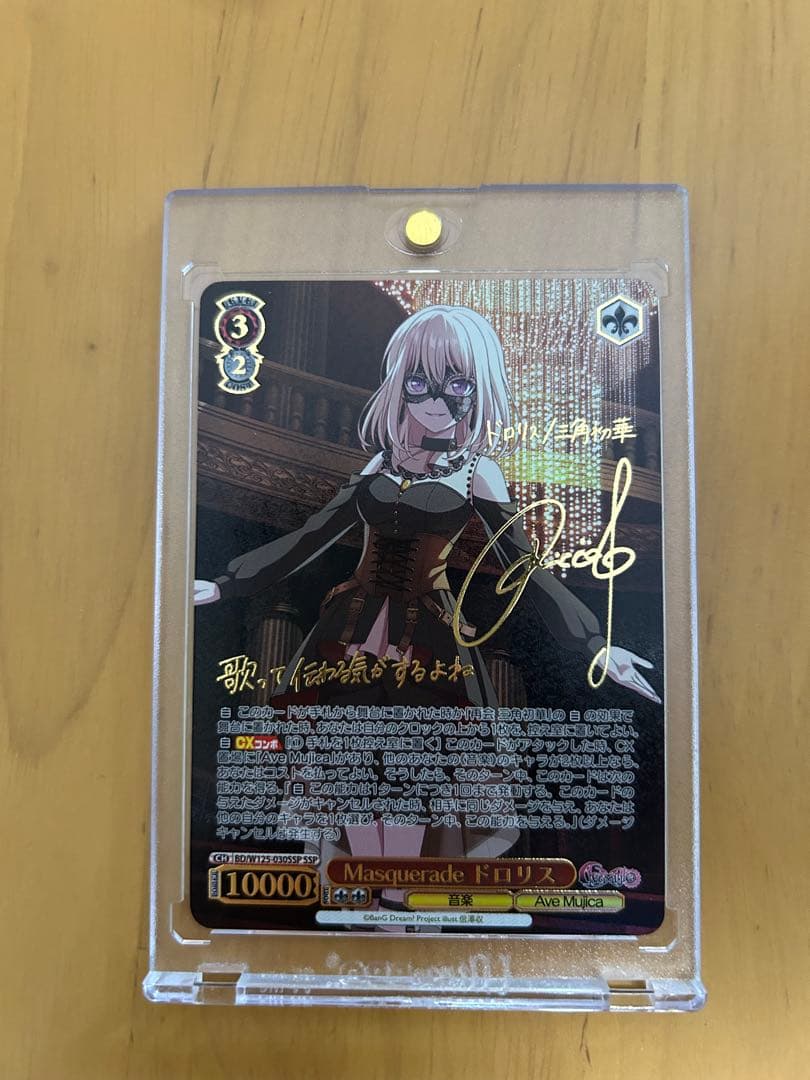 LEVEL
3
2
COST
ドロリス/三角初華
歌って伝わる気がするよね
自 このカードが手札から舞台に置かれた時か「再会 三角初華」の 自 の効果で
舞台に置かれた時、あなたは自分のクロックの上から1枚を、控え室に置いてよい。
自 CXコンボ [① 手札を1枚控え室に置く] このカードがアタックした時、CX
置場に「Ave Mujica」があり、他のあなたの《音楽》のキャラが2枚以上なら、
あなたはコストを払ってよい。そうしたら、そのターン中、このカードは次の
能力を得る。『自 この能力は1ターンにつき1回まで発動する。このカードの
与えたダメージがキャンセルされた時、相手に同じダメージを与え、あなたは
他の自分のキャラを1枚選び、そのターン中、この能力を与える。』(ダメージ
キャンセルは発生する)
CH BD/W125-030SSP SSP
10000
Masquerade ドロリス
音楽
Ave Mujica
©BanG Dream! Project illust.信澤収